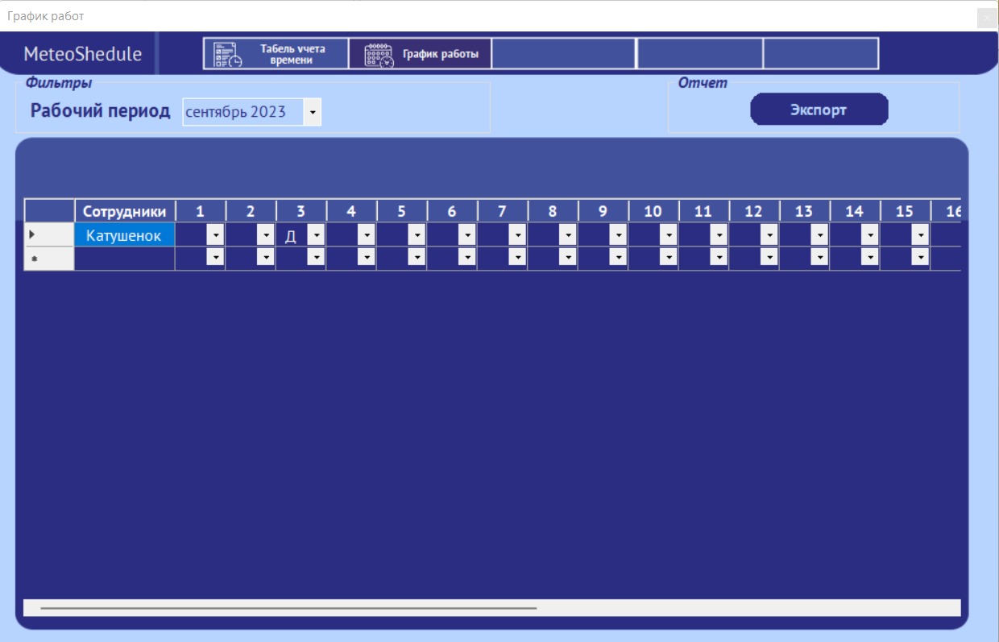 График работ
MeteoShedule
Табель учета
времени
График работы
Фильтры
Рабочий период
сентябрь 2023
Отчет
Экспорт
Сотрудники 1 2 3 4 5 6 7 8 9 10 11 12 13 14 15 16
Катушенок Д